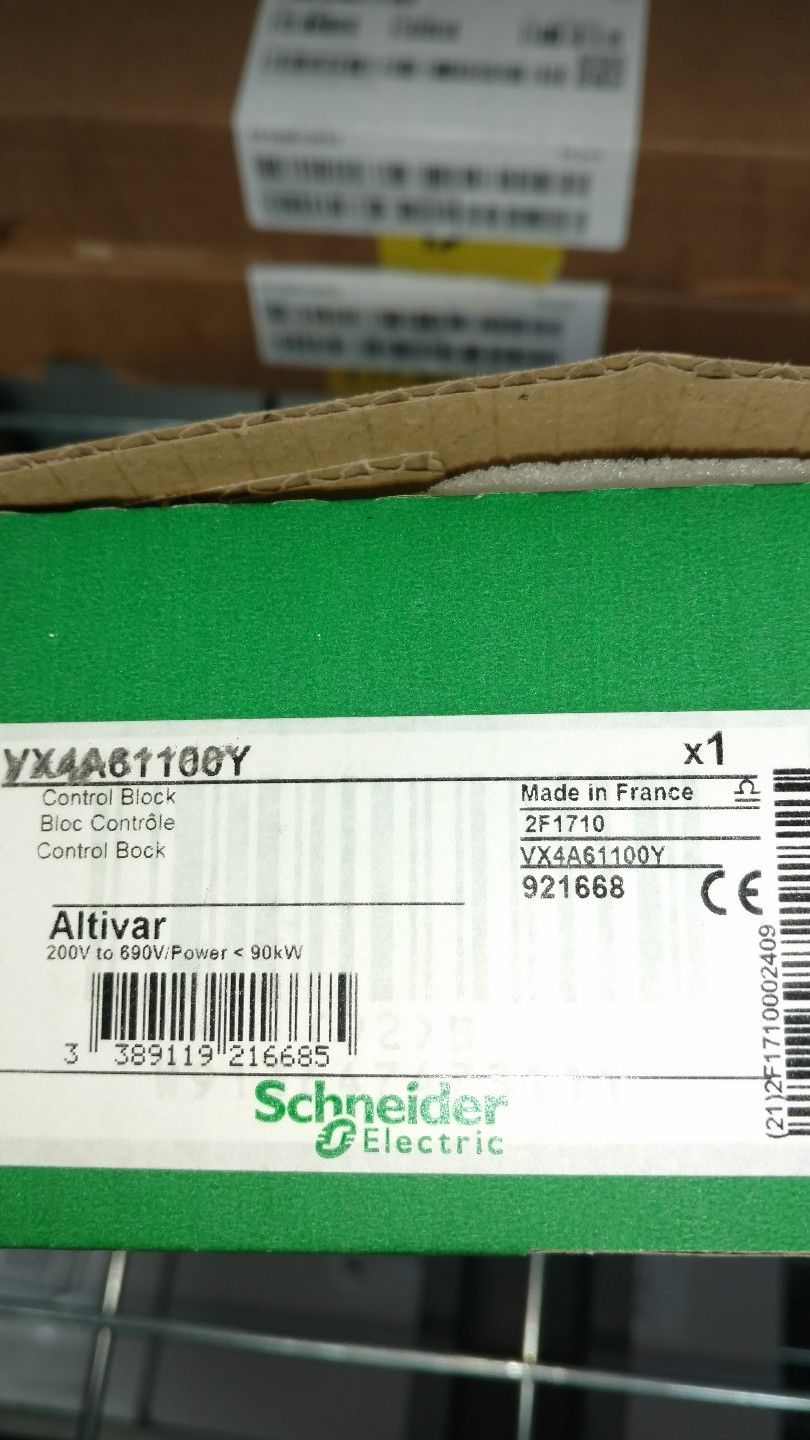 VX4A61100Y
x1
Control Block
Bloc Contrôle
Control Bock
Made in France
2F1710
VX4A61100Y
921668
CE
Altivar
200V to 690V/Power < 90kW
3 389119 216685
(21)2F1710002409
Schneider
Electric